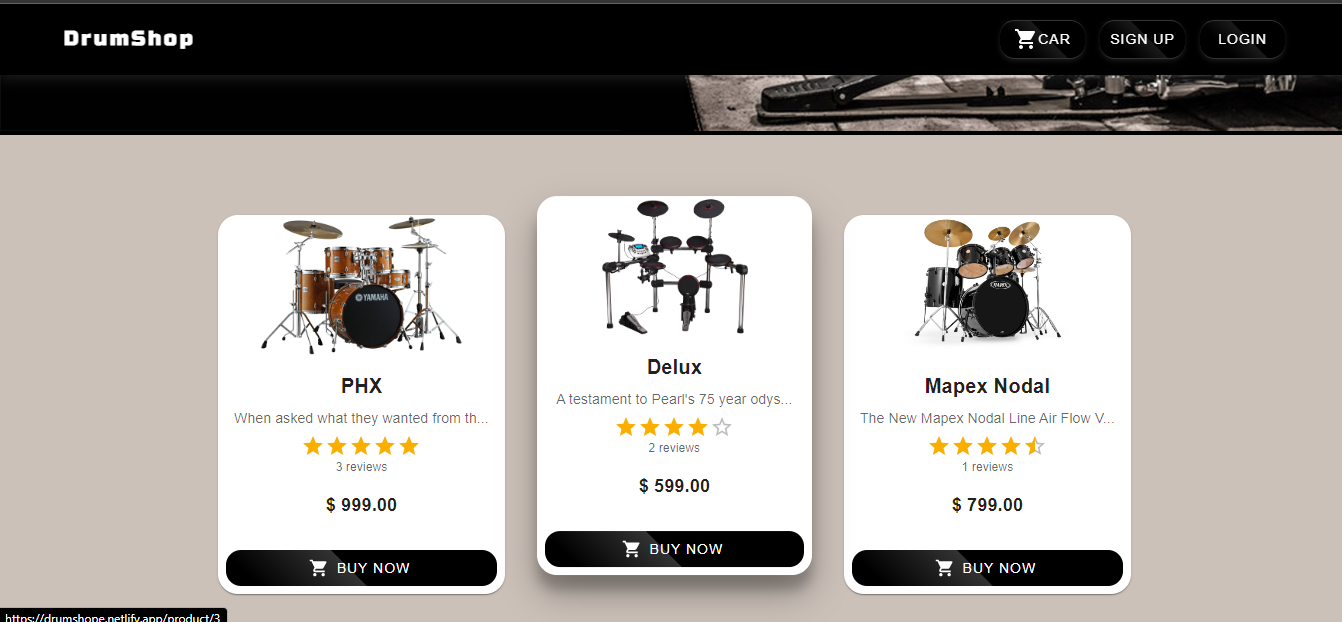 DrumShop
CAR
SIGN UP
LOGIN
YAMAHA
PHX
When asked what they wanted from th...
3 reviews
$ 999.00
BUY NOW
Delux
A testament to Pearl's 75 year odys...
2 reviews
$ 599.00
BUY NOW
Mapex Nodal
The New Mapex Nodal Line Air Flow V...
1 reviews
$ 799.00
BUY NOW
https://drumshope.netlify.app/product/3